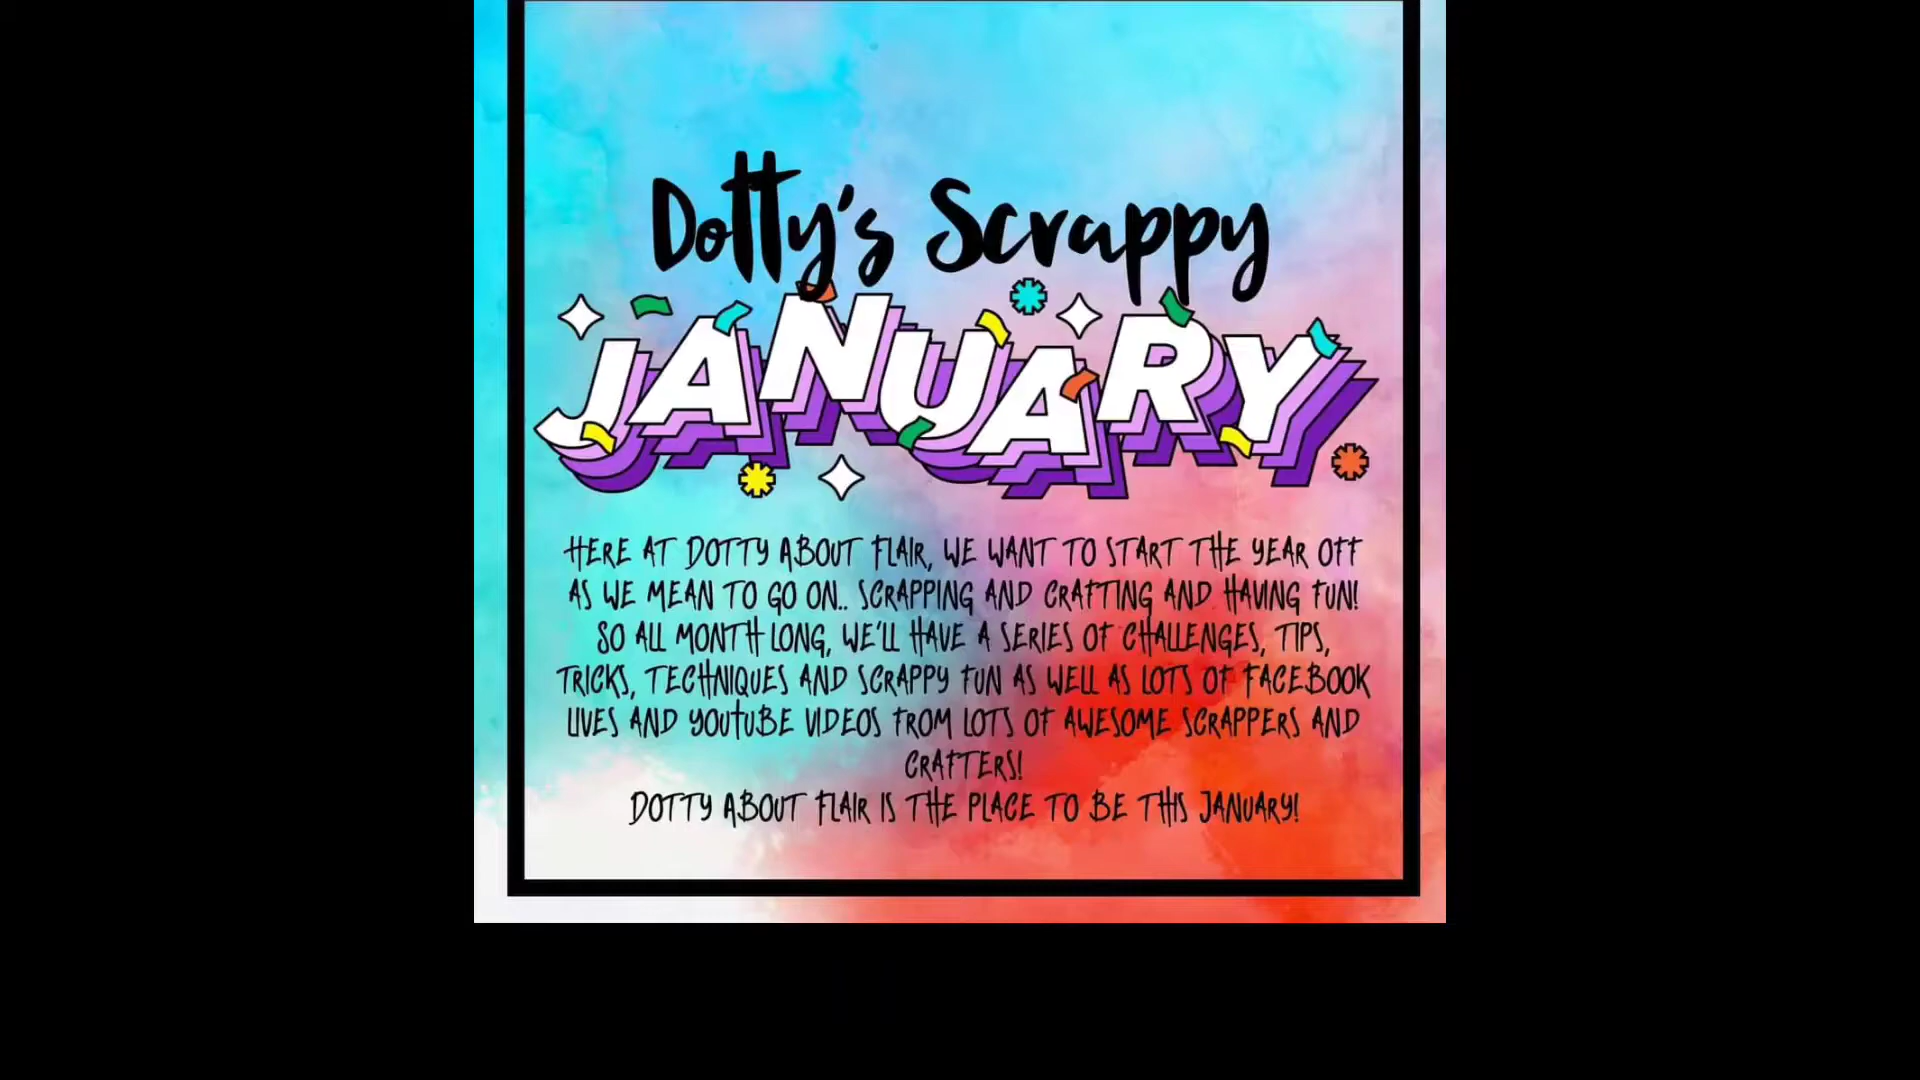 Dotty's Scrappy
JANUARY
HERE AT DOTTY ABOUT FLAIR, WE WANT TO START THE YEAR OFF
AS WE MEAN TO GO ON.. SCRAPPING AND CRAFTING AND HAVING FUN!
SO ALL MONTH LONG, WE'LL HAVE A SERIES OF CHALLENGES, TIPS,
TRICKS, TECHNIQUES AND SCRAPPY FUN AS WELL AS LOTS OF FACEBOOK
LIVES AND YOUTUBE VIDEOS FROM LOTS OF AWESOME SCRAPPERS AND
CRAFTERS!
DOTTY ABOUT FLAIR IS THE PLACE TO BE THIS JANUARY!